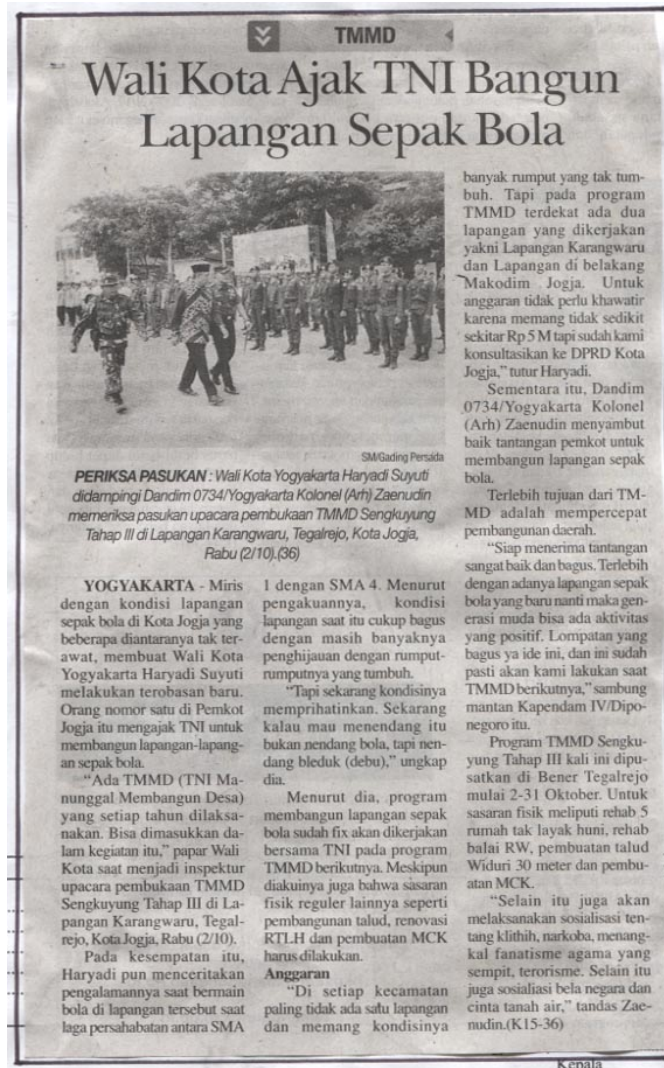 TMMD
Wali Kota Ajak TNI Bangun
Lapangan Sepak Bola
SM/Gading Persada
PERIKSA PASUKAN : Wali Kota Yogyakarta Haryadi Suyuti
didampingi Dandim 0734/Yogyakarta Kolonel (Arh) Zaenudin
memeriksa pasukan upacara pembukaan TMMD Sengkuyung
Tahap III di Lapangan Karangwaru, Tegalrejo, Kota Jogja,
Rabu (2/10).(36)
YOGYAKARTA - Miris
dengan kondisi lapangan
sepak bola di Kota Jogja yang
beberapa diantaranya tak ter-
awat, membuat Wali Kota
Yogyakarta Haryadi Suyuti
melakukan terobasan baru.
Orang nomor satu di Pemkot
Jogja itu mengajak TNI untuk
membangun lapangan-lapang-
an sepak bola.
"Ada TMMD (TNI Ma-
nunggal Membangun Desa)
yang setiap tahun dilaksa-
nakan. Bisa dimasukkan da-
lam kegiatan itu," papar Wali
Kota saat menjadi inspektur
upacara pembukaan TMMD
Sengkuyung Tahap III di La-
pangan Karangwaru, Tegal-
rejo, Kota Jogja, Rabu (2/10).
Pada kesempatan itu,
Haryadi pun menceritakan
pengalamannya saat bermain
bola di lapangan tersebut saat
laga persahabatan antara SMA
1 dengan SMA 4. Menurut
pengakuannya, kondisi
lapangan saat itu cukup bagus
dengan masih banyaknya
penghijauan dengan rumput-
rumputnya yang tumbuh.
"Tapi sekarang kondisinya
memprihatinkan. Sekarang
kalau mau menendang itu
bukan nendang bola, tapi nen-
dang bleduk (debu)," ungkap
dia.
Menurut dia, program
membangun lapangan sepak
bola sudah fix akan dikerjakan
bersama TNI pada program
TMMD berikutnya. Meskipun
diakuinya juga bahwa sasaran
fisik reguler lainnya seperti
pembangunan talud, renovasi
RTLH dan pembuatan MCK
harus dilakukan.
Anggaran
"Di setiap kecamatan
paling tidak ada satu lapangan
dan memang kondisinya
banyak rumput yang tak tum-
buh. Tapi pada program
TMMD terdekat ada dua
lapangan yang dikerjakan
yakni Lapangan Karangwaru
dan Lapangan di belakang
Makodim Jogja. Untuk
anggaran tidak perlu khawatir
karena memang tidak sedikit
sekitar Rp 5 M tapi sudah kami
konsultasikan ke DPRD Kota
Jogja," tutur Haryadi.
Sementara itu, Dandim
0734/Yogyakarta Kolonel
(Arh) Zaenudin menyambut
baik tantangan pemkot untuk
membangun lapangan sepak
bola.
Terlebih tujuan dari TM-
MD adalah mempercepat
pembangunan daerah.
"Siap menerima tantangan
sangat baik dan bagus. Terlebih
dengan adanya lapangan sepak
bola yang baru nanti maka gen-
erasi muda bisa ada aktivitas
yang positif. Lompatan yang
bagus ya ide ini, dan ini sudah
pasti akan kami lakukan saat
TMMD berikutnya," sambung
mantan Kapendam IV/Dipo-
negoro itu.
Program TMMD Sengku-
yung Tahap III kali ini dipu-
satkan di Bener Tegalrejo
mulai 2-31 Oktober. Untuk
sasaran fisik meliputi rehab 5
rumah tak layak huni, rehab
balai RW, pembuatan talud
Widuri 30 meter dan pembu-
atan MCK.
"Selain itu juga akan
melaksanakan sosialisasi ten-
tang klithih, narkoba, menang-
kal fanatisme agama yang
sempit, terorisme. Selain itu
juga sosialiasi bela negara dan
cinta tanah air," tandas Zae-
nudin.(K15-36)
Kepala